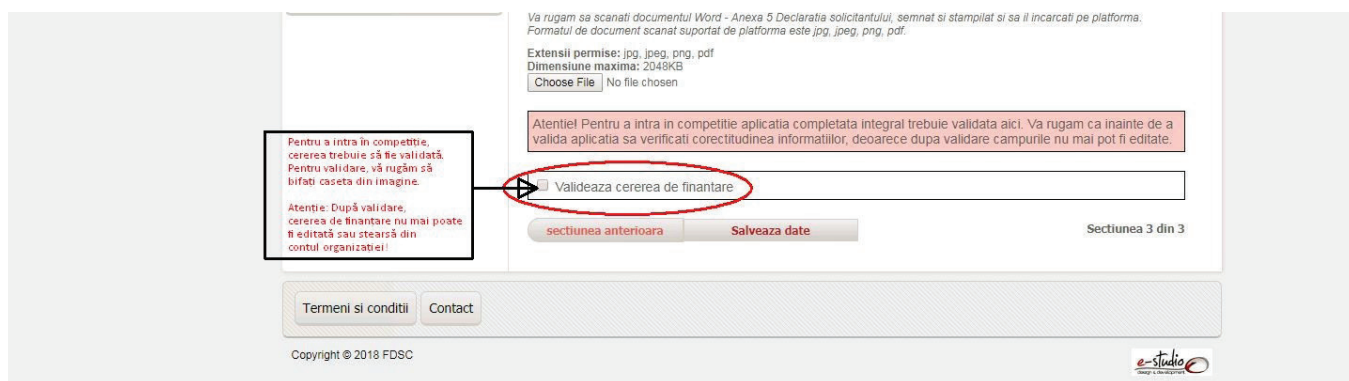 Va rugam sa scanati documentul Word - Anexa 5 Declaratia solicitantului, semnat si stampilat si sa il incarcati pe platforma.
Formatul de document scanat suportat de platforma este jpg, jpeg, png, pdf.
Extensii permise: jpg, jpeg, png, pdf
Dimensiune maxima: 2048KB
Choose File No file chosen
Atentie! Pentru a intra in competitie aplicatia completata integral trebuie validata aici. Va rugam ca inainte de a
valida aplicatia sa verificati corectitudinea informatiilor, deoarece dupa validare campurile nu mai pot fi editate.
Pentru a intra în competiție,
cererea trebuie să fie validată.
Pentru validare, vă rugăm să
bifați caseta din imagine.
Atenție: După validare,
cererea de finantare nu mai poate
fi editată sau stearsă din
contul organizatiei!
Valideaza cererea de finantare
sectiunea anterioara
Salveaza date
Sectiunea 3 din 3
Termeni si conditii
Contact
Copyright © 2018 FDSC
e-studio
design & development